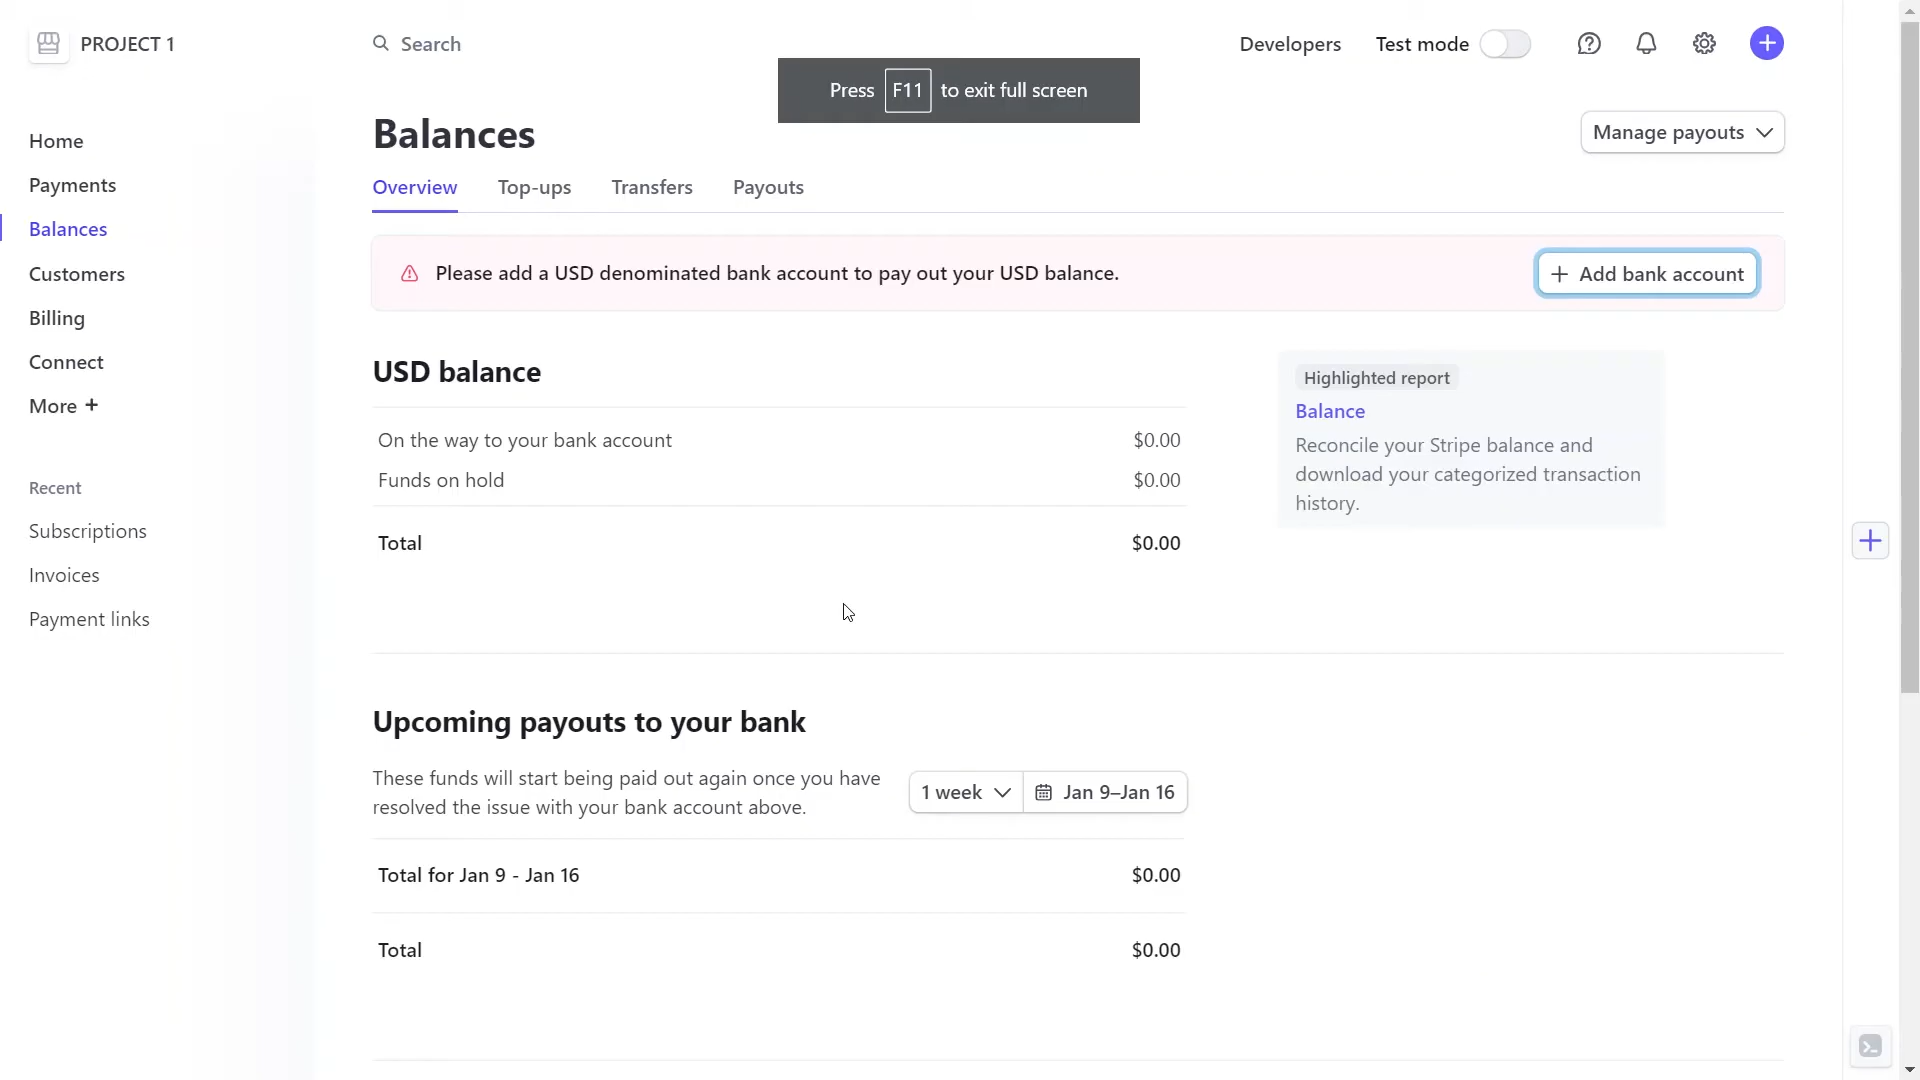 PROJECT 1
Search
Developers
Test mode
Press F11 to exit full screen
Home
Payments
Balances
Customers
Billing
Connect
More +
Recent
Subscriptions
Invoices
Payment links
Balances
Manage payouts
Overview
Top-ups
Transfers
Payouts
Please add a USD denominated bank account to pay out your USD balance.
+ Add bank account
USD balance
On the way to your bank account $0.00
Funds on hold $0.00
Total $0.00
Highlighted report
Balance
Reconcile your Stripe balance and
download your categorized transaction
history.
Upcoming payouts to your bank
These funds will start being paid out again once you have
resolved the issue with your bank account above.
1 week
Jan 9–Jan 16
Total for Jan 9 - Jan 16 $0.00
Total $0.00